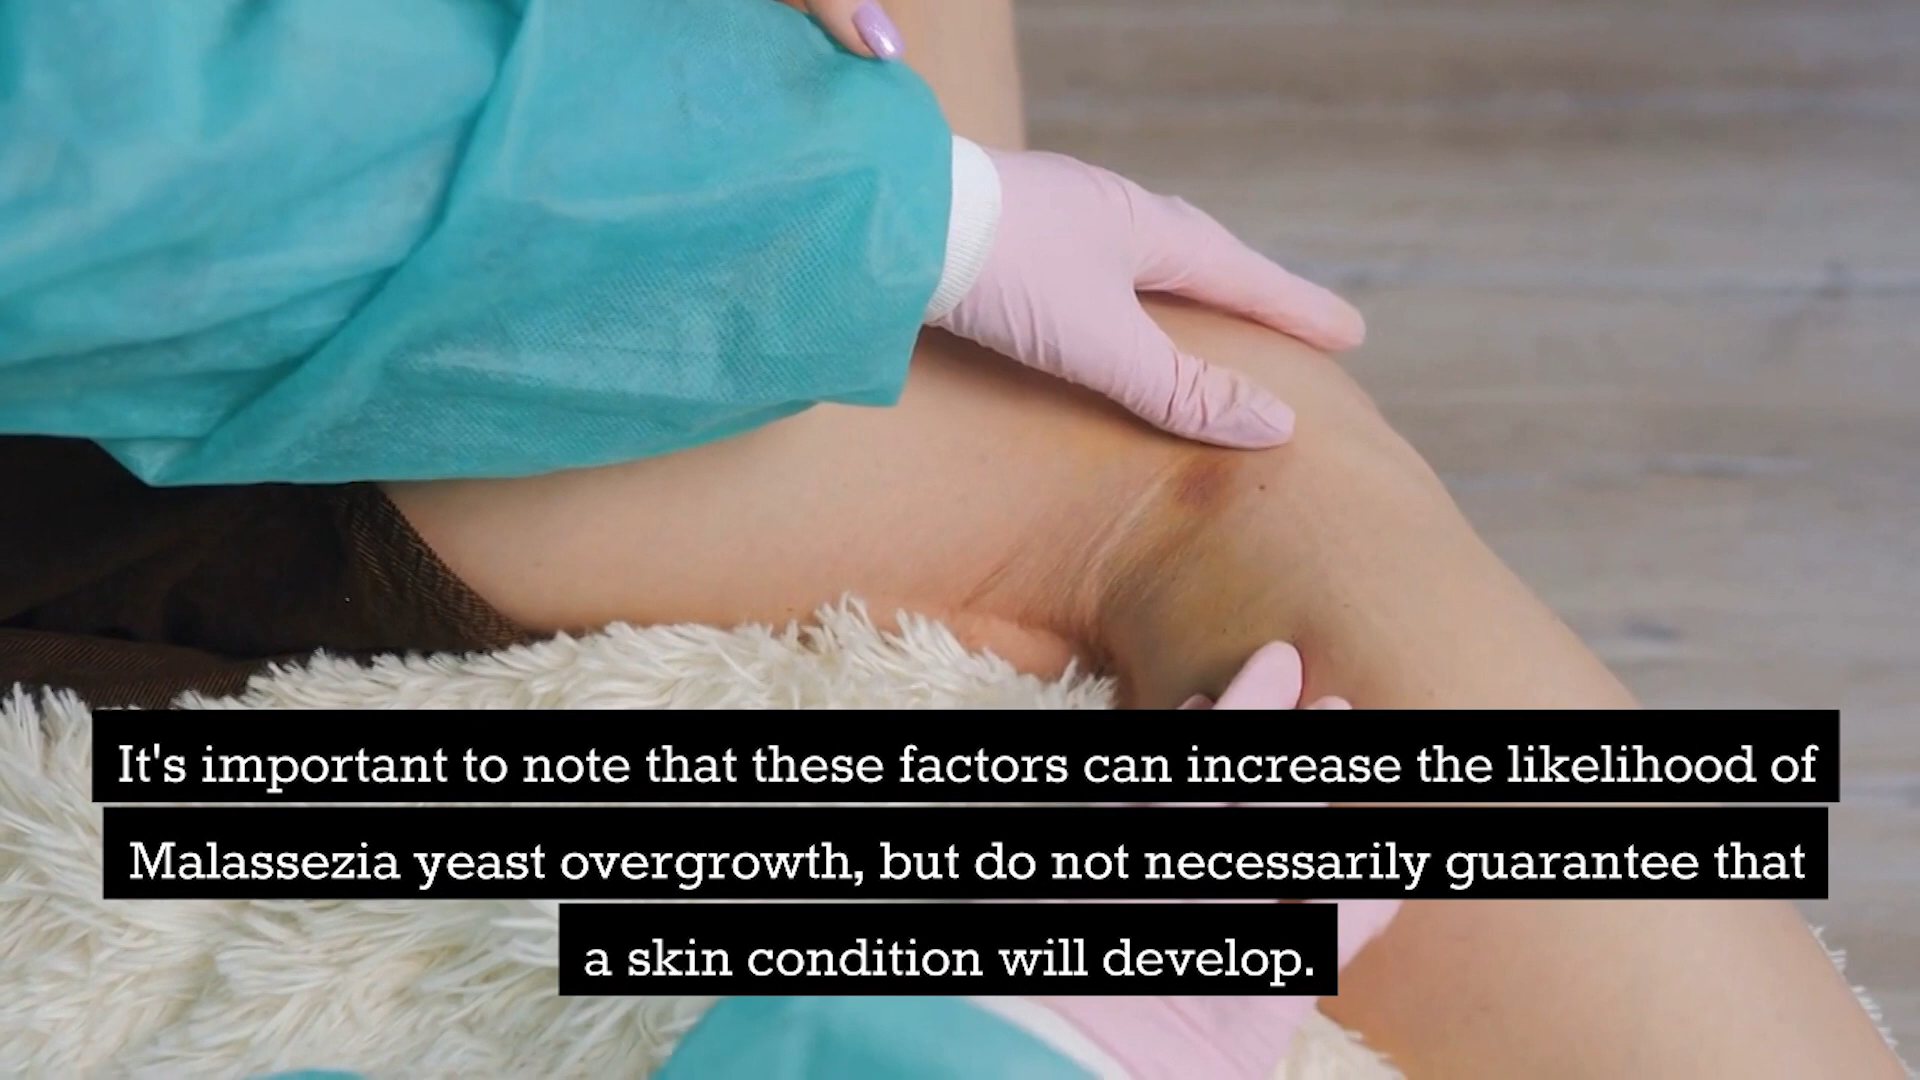 It's important to note that these factors can increase the likelihood of
Malassezia yeast overgrowth, but do not necessarily guarantee that
a skin condition will develop.